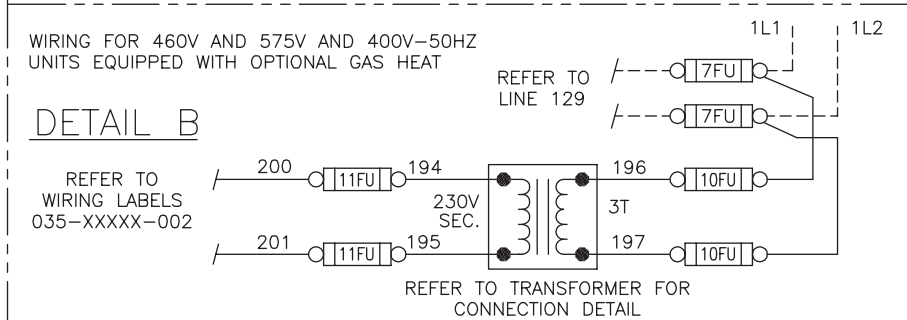 1L1
1L2
WIRING FOR 460V AND 575V AND 400V-50HZ
UNITS EQUIPPED WITH OPTIONAL GAS HEAT
REFER TO
LINE 129
7FU
7FU
DETAIL B
REFER TO
WIRING LABELS
035-XXXXX-002
200
11FU
194
230V
SEC.
3T
196
10FU
201
11FU
195
197
10FU
REFER TO TRANSFORMER FOR
CONNECTION DETAIL